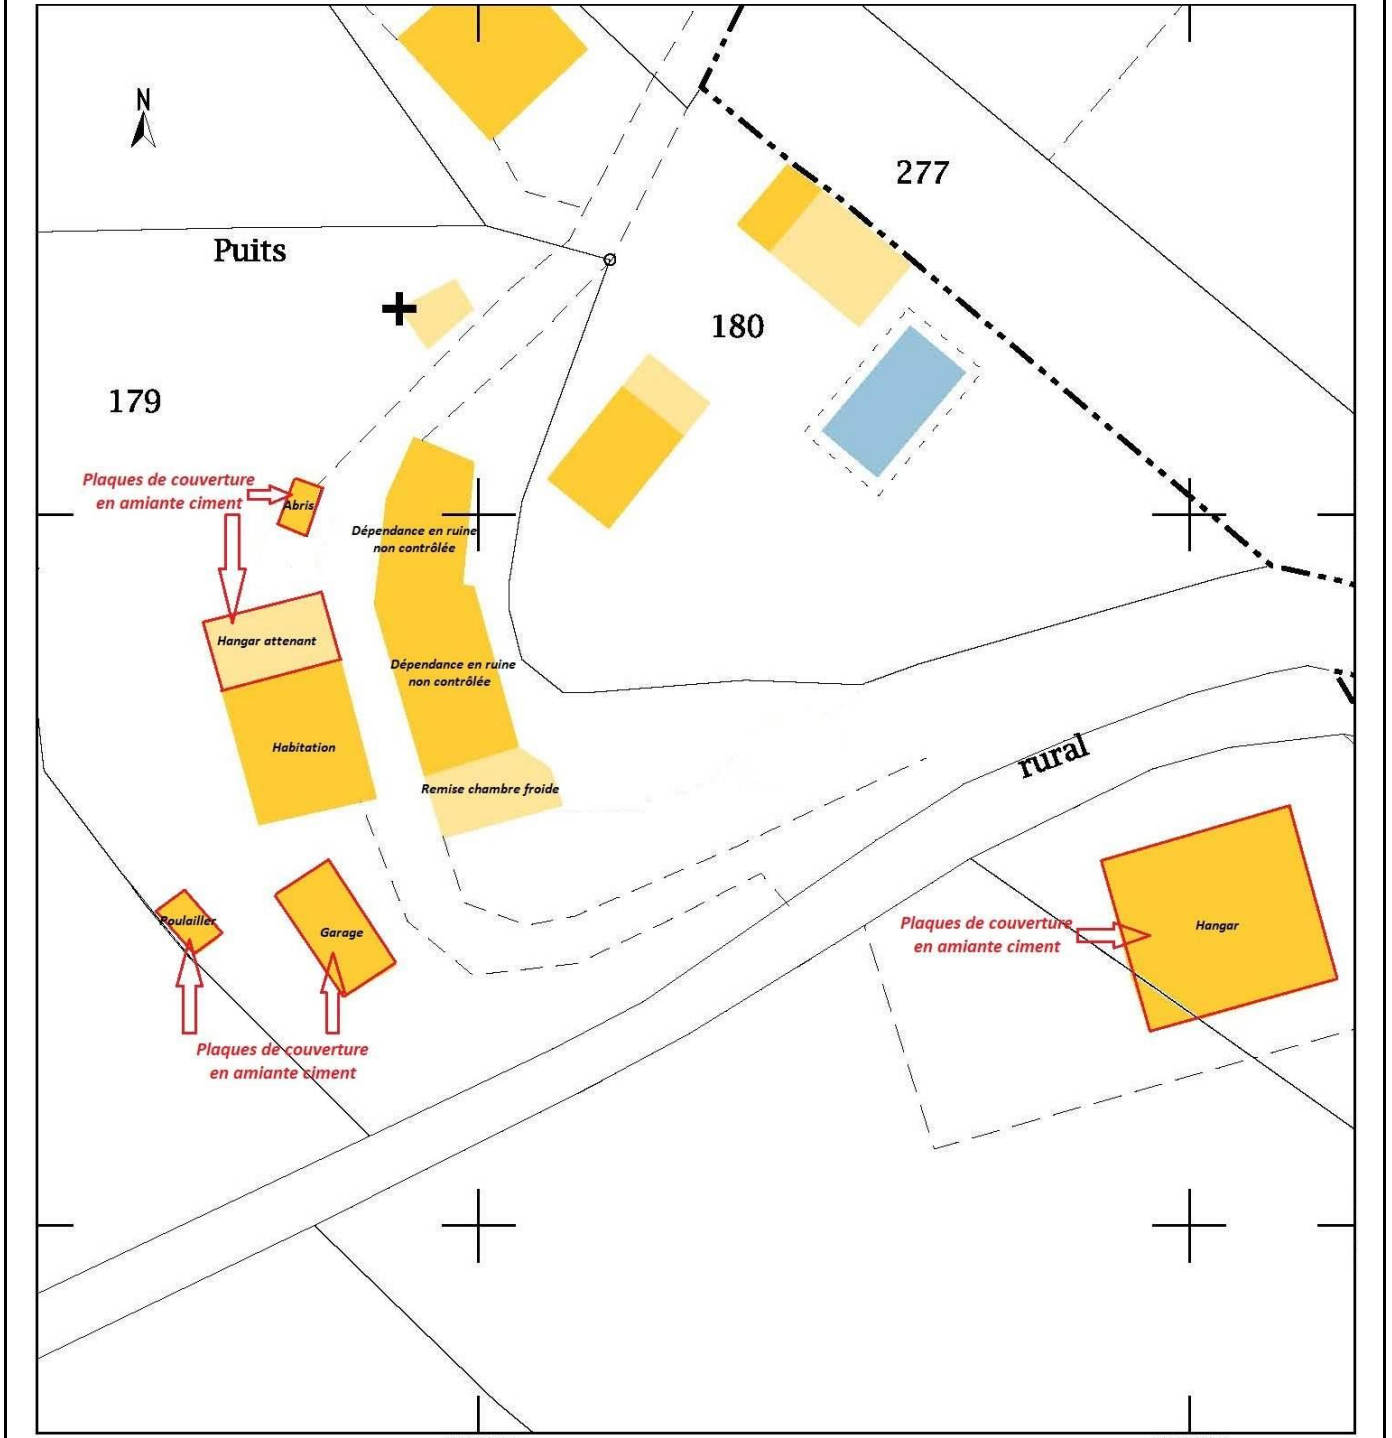 N
277
Puits
180
179
Plaques de couverture
en amiante ciment
Abris
Dépendance en ruine
non contrôlée
Hangar attenant
Dépendance en ruine
non contrôlée
Habitation
rural
Remise chambre froide
Poulailler
Garage
Plaques de couverture
en amiante ciment
Hangar
Plaques de couverture
en amiante ciment